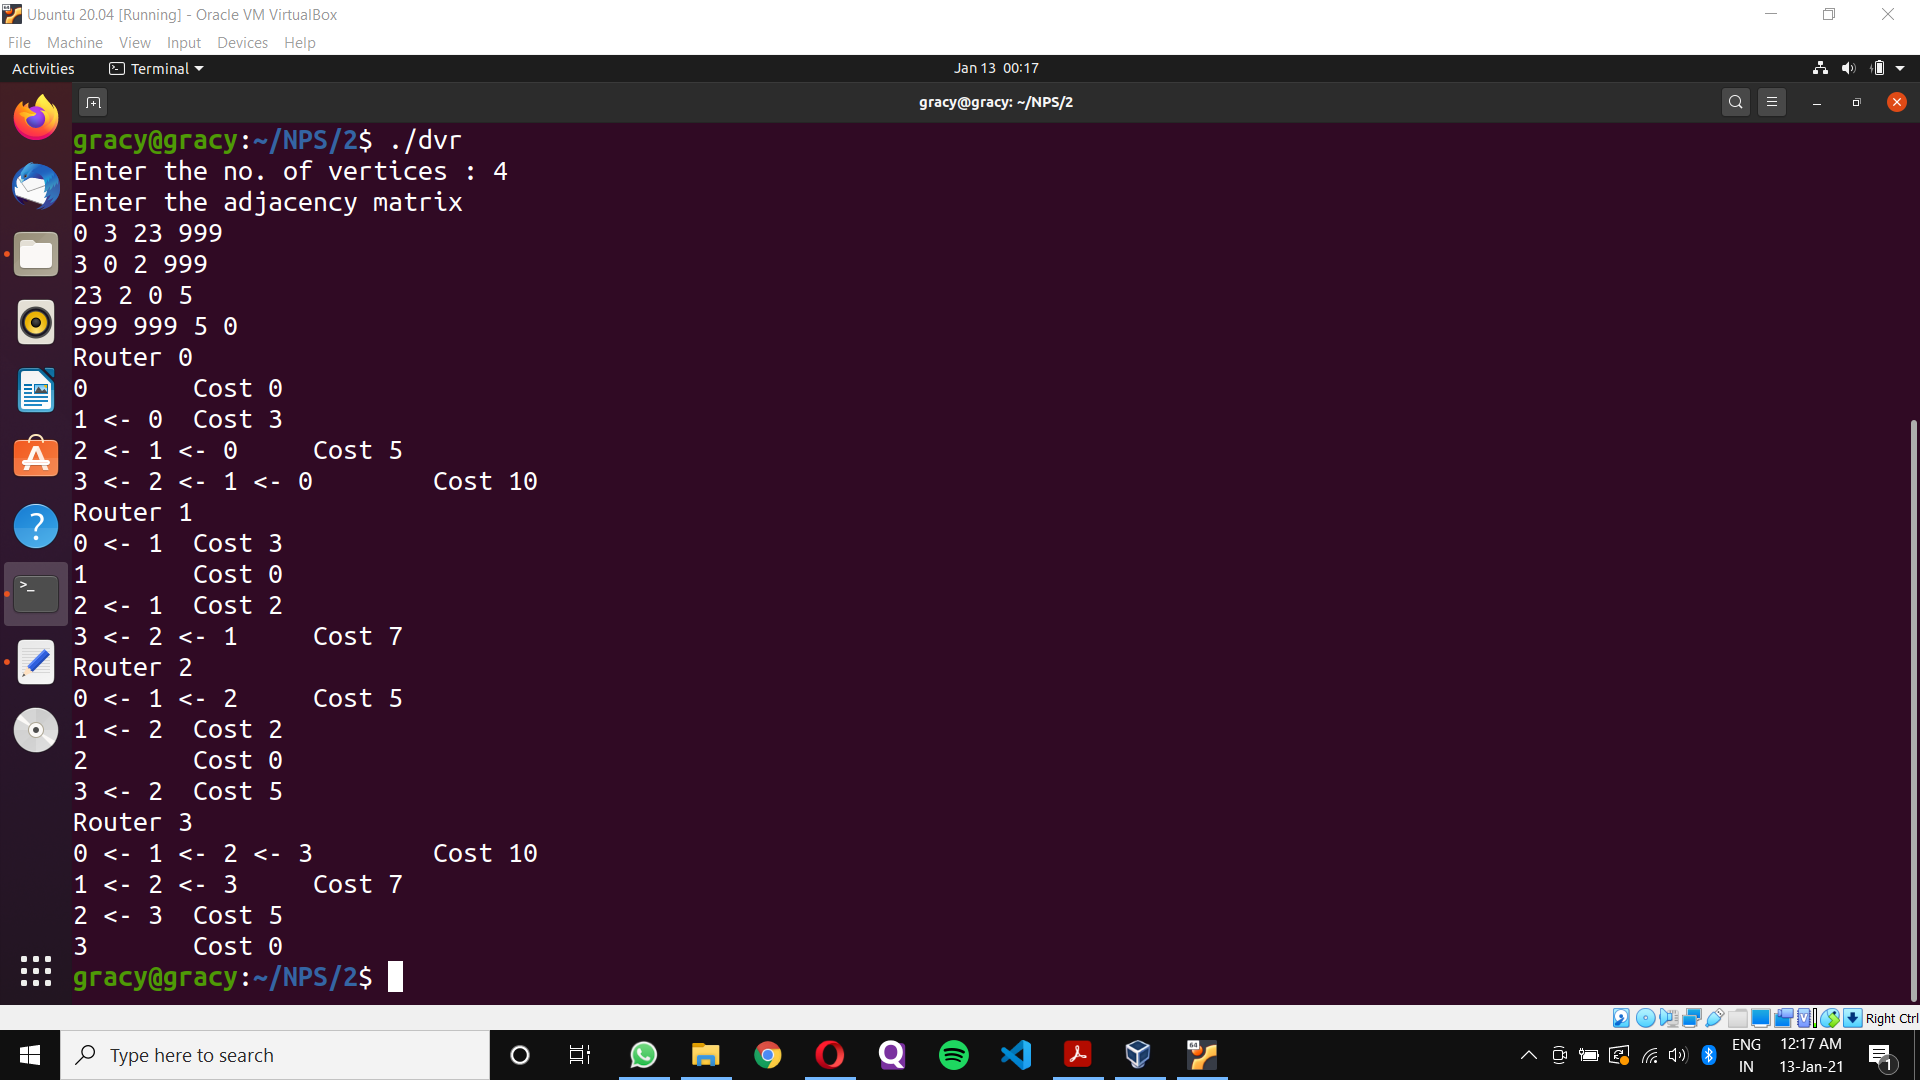 Ubuntu 20.04 [Running] - Oracle VM VirtualBox
File Machine View Input Devices Help
Activities Terminal Jan 13 00:17
gracy@gracy: ~/NPS/2
gracy@gracy:~/NPS/2$ ./dvr
Enter the no. of vertices : 4
Enter the adjacency matrix
0 3 23 999
3 0 2 999
23 2 0 5
999 999 5 0
Router 0
0 Cost 0
1 <- 0 Cost 3
2 <- 1 <- 0 Cost 5
3 <- 2 <- 1 <- 0 Cost 10
Router 1
0 <- 1 Cost 3
1 Cost 0
2 <- 1 Cost 2
3 <- 2 <- 1 Cost 7
Router 2
0 <- 1 <- 2 Cost 5
1 <- 2 Cost 2
2 Cost 0
3 <- 2 Cost 5
Router 3
0 <- 1 <- 2 <- 3 Cost 10
1 <- 2 <- 3 Cost 7
2 <- 3 Cost 5
3 Cost 0
gracy@gracy:~/NPS/2$
Right Ctrl
Type here to search
ENG
IN
12:17 AM
13-Jan-21
1